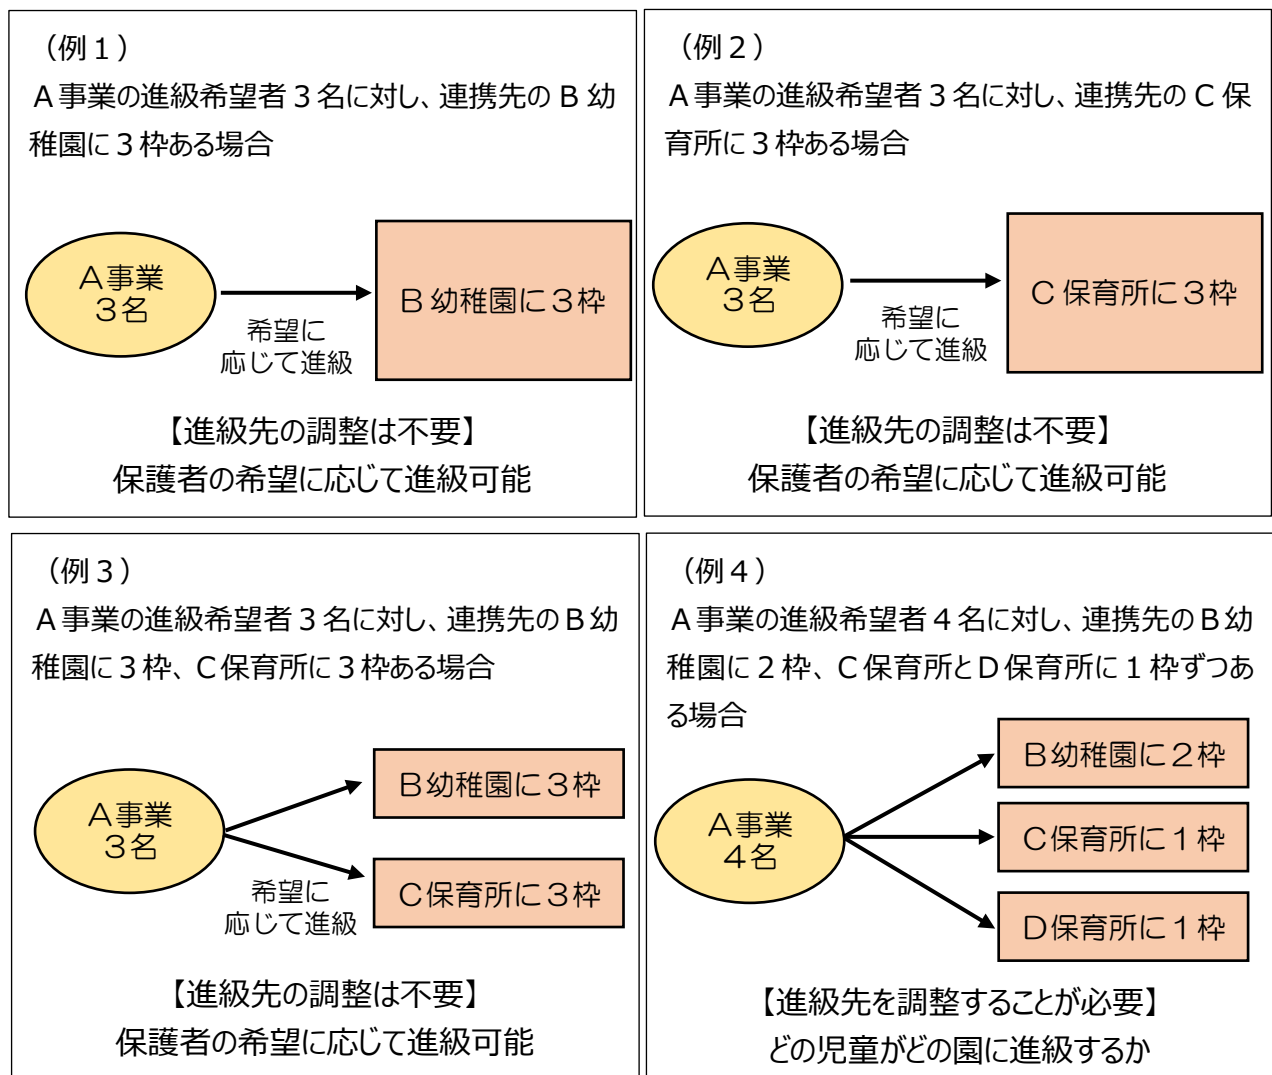 （例１）
Ａ事業の進級希望者３名に対し、連携先のＢ幼
稚園に３枠ある場合
Ａ事業
３名
希望に
応じて進級
Ｂ幼稚園に３枠
【進級先の調整は不要】
保護者の希望に応じて進級可能
（例２）
Ａ事業の進級希望者３名に対し、連携先のＣ保
育所に３枠ある場合
Ａ事業
３名
希望に
応じて進級
Ｃ保育所に３枠
【進級先の調整は不要】
保護者の希望に応じて進級可能
（例３）
Ａ事業の進級希望者３名に対し、連携先のＢ幼
稚園に３枠、Ｃ保育所に３枠ある場合
Ａ事業
３名
Ｂ幼稚園に３枠
Ｃ保育所に３枠
希望に
応じて進級
【進級先の調整は不要】
保護者の希望に応じて進級可能
（例４）
Ａ事業の進級希望者４名に対し、連携先のＢ幼
稚園に２枠、Ｃ保育所とＤ保育所に１枠ずつあ
る場合
Ａ事業
４名
Ｂ幼稚園に２枠
Ｃ保育所に１枠
Ｄ保育所に１枠
【進級先を調整することが必要】
どの児童がどの園に進級するか